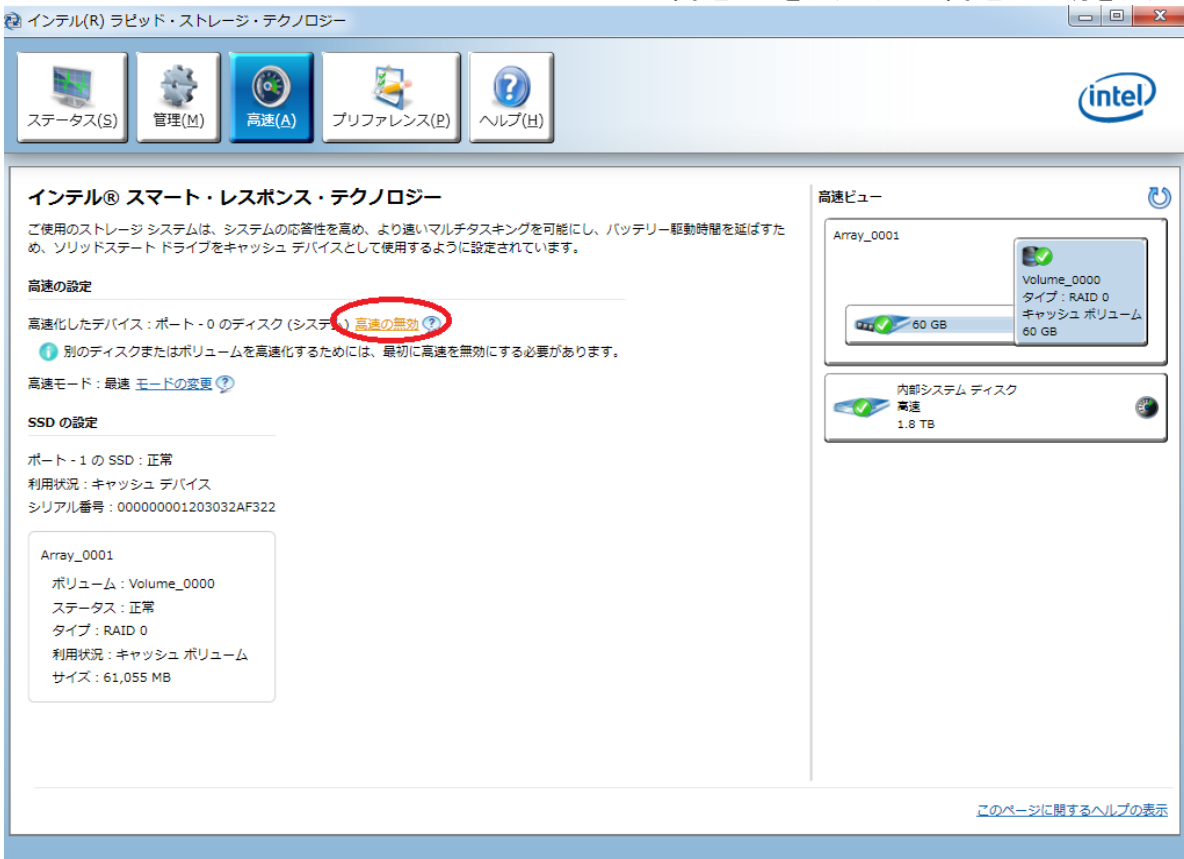 インテル(R) ラピッド・ストレージ・テクノロジー
ステータス(S)
管理(M)
高速(A)
プリファレンス(P)
ヘルプ(H)
intel
インテル® スマート・レスポンス・テクノロジー
ご使用のストレージ システムは、システムの応答性を高め、より速いマルチタスキングを可能にし、バッテリー駆動時間を延ばすた
め、ソリッドステート ドライブをキャッシュ デバイスとして使用するように設定されています。
高速の設定
高速化したデバイス : ポート - 0 のディスク (システム) 高速の無効 ?
別のディスクまたはボリュームを高速化するためには、最初に高速を無効にする必要があります。
高速モード : 最速 モードの変更 ?
SSD の設定
ポート - 1 の SSD : 正常
利用状況 : キャッシュ デバイス
シリアル番号 : 000000001203032AF322
Array_0001
ボリューム : Volume_0000
ステータス : 正常
タイプ : RAID 0
利用状況 : キャッシュ ボリューム
サイズ : 61,055 MB
高速ビュー
Array_0001
60 GB
Volume_0000
タイプ : RAID 0
キャッシュ ボリューム
60 GB
内部システム ディスク
高速
1.8 TB
このページに関するヘルプの表示